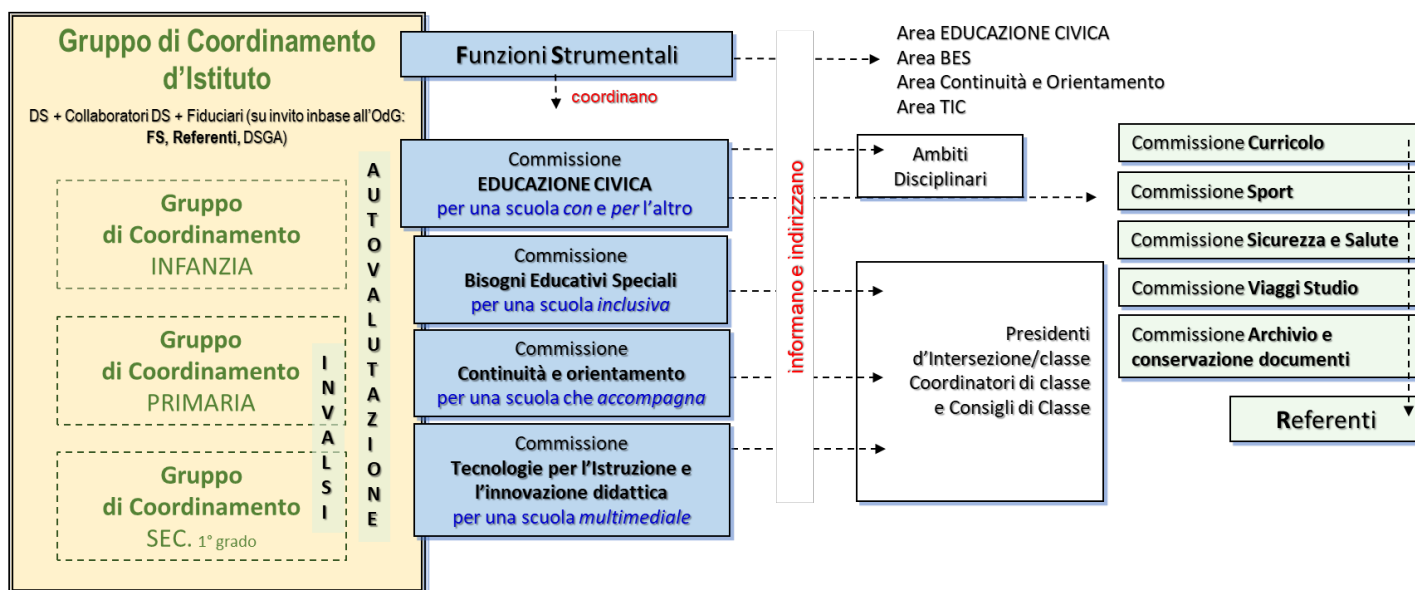 Gruppo di Coordinamento
d'Istituto
DS + Collaboratori DS + Fiduciari (su invito inbase all'OdG:
FS, Referenti, DSGA)
Gruppo
di Coordinamento
INFANZIA
Gruppo
di Coordinamento
PRIMARIA
Gruppo
di Coordinamento
SEC. 1° grado
INVALSI
AUTOVALUTAZIONE
Funzioni Strumentali
coordinano
Commissione
EDUCAZIONE CIVICA
per una scuola con e per l'altro
Commissione
Bisogni Educativi Speciali
per una scuola inclusiva
Commissione
Continuità e orientamento
per una scuola che accompagna
Commissione
Tecnologie per l'Istruzione e
l'innovazione didattica
per una scuola multimediale
informano e indirizzano
Area EDUCAZIONE CIVICA
Area BES
Area Continuità e Orientamento
Area TIC
Ambiti
Disciplinari
Presidenti
d'Intersezione/classe
Coordinatori di classe
e Consigli di Classe
Commissione Curricolo
Commissione Sport
Commissione Sicurezza e Salute
Commissione Viaggi Studio
Commissione Archivio e
conservazione documenti
Referenti